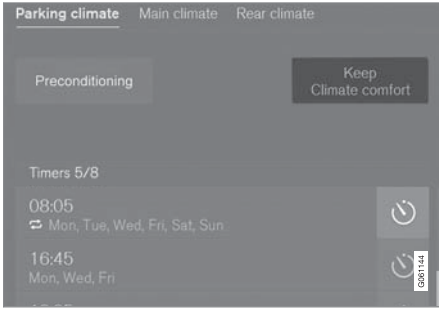 Parking climate Main climate Rear climate
Preconditioning
Keep
Climate comfort
Timers 5/8
08:05
Mon, Tue, Wed, Fri, Sat, Sun
16:45
Mon, Wed, Fri
G061144